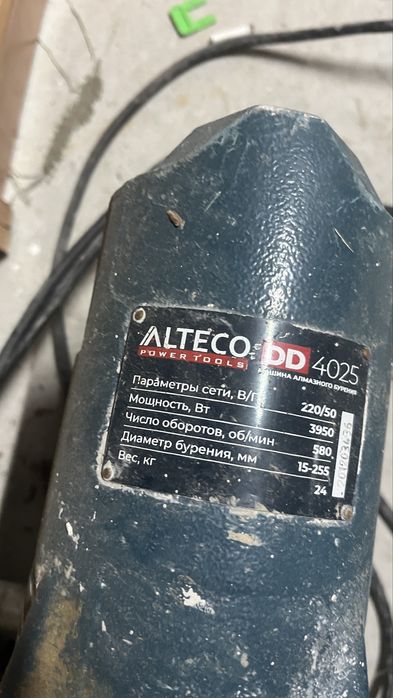 ALTECO DD 4025
POWER TOOLS МАШИНА АЛМАЗНОГО БУРЕНИЯ
Параметры сети, В/Г 220/50
Мощность, Вт 3950
Число оборотов, об/мин 580
Диаметр бурения, мм 15-255
Вес, кг 24